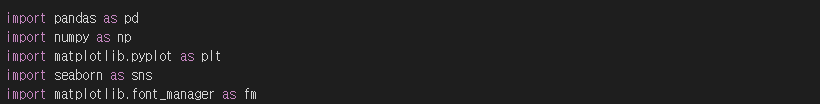 import pandas as pd
import numpy as np
import matplotlib.pyplot as plt
import seaborn as sns
import matplotlib.font_manager as fm